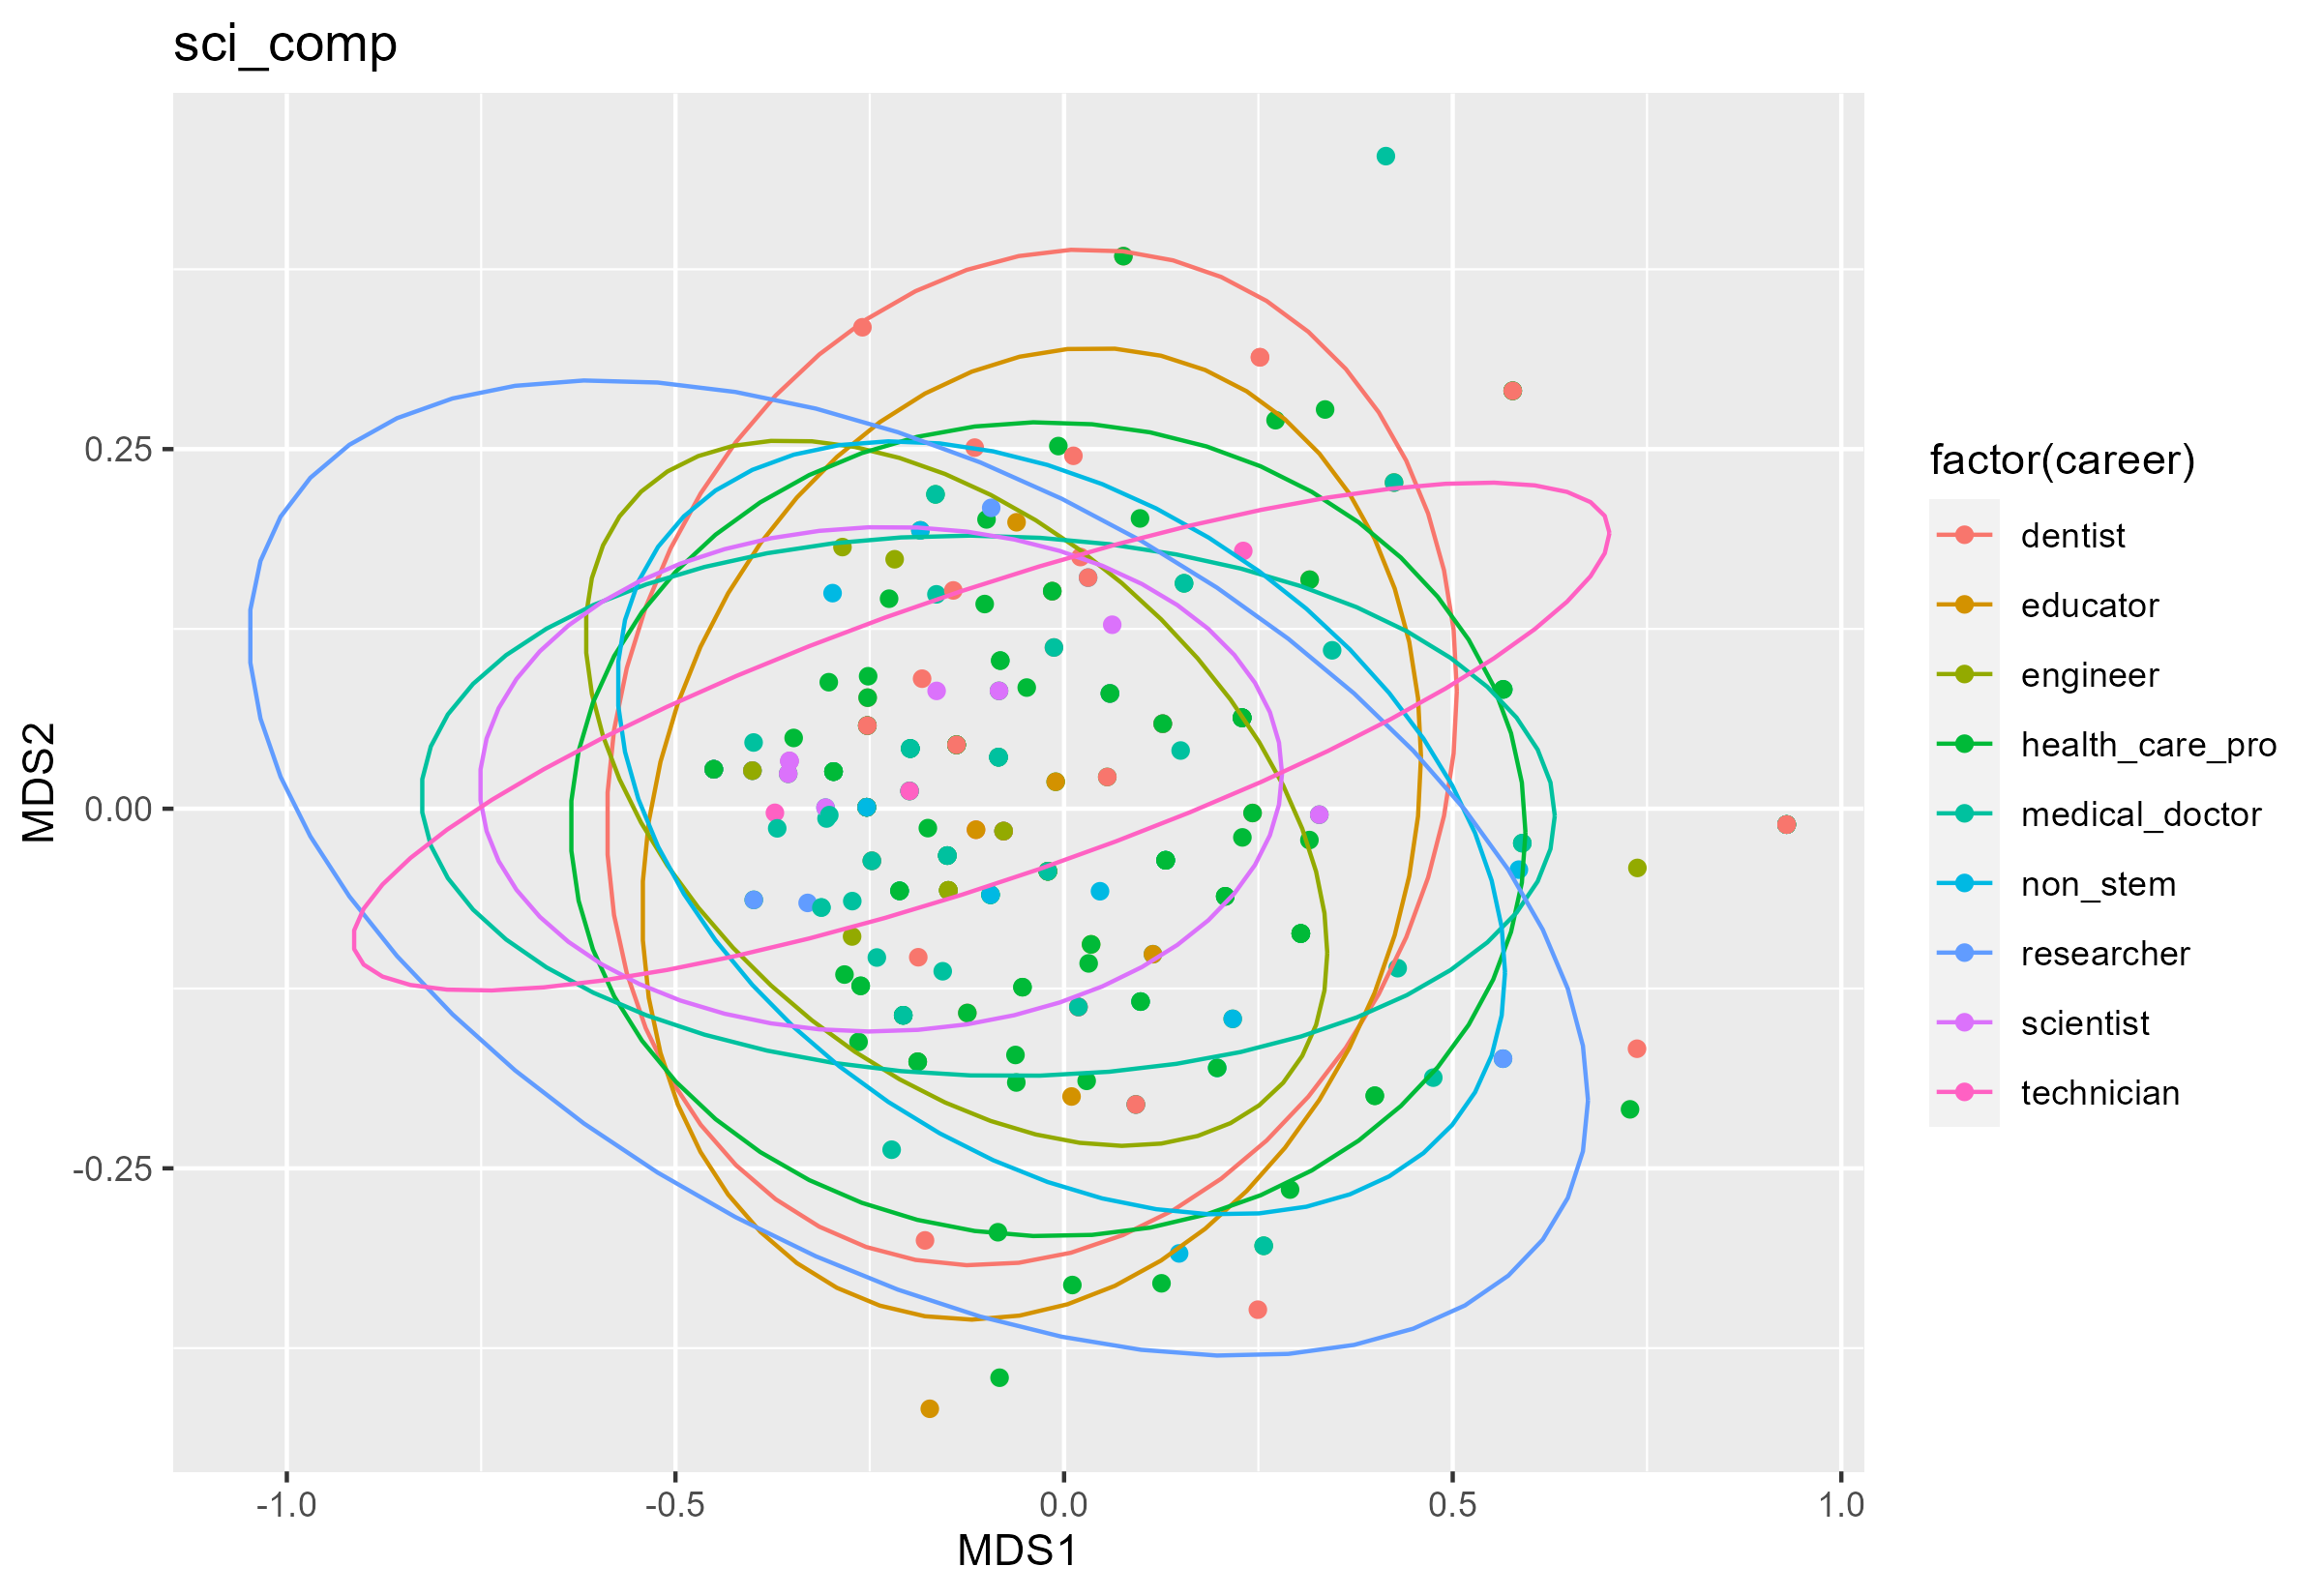 sci_comp
MDS2
0.25
0.00
-0.25
-1.0
-0.5
0.0
0.5
1.0
MDS1
factor(career)
dentist
educator
engineer
health_care_pro
medical_doctor
non_stem
researcher
scientist
technician